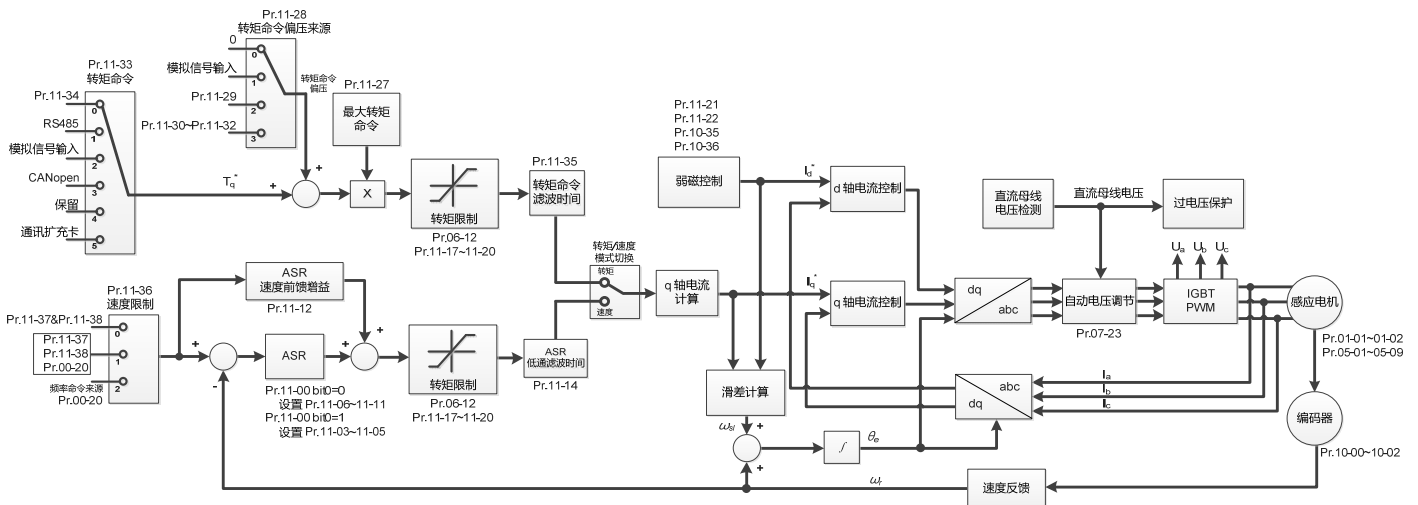 Pr.11-28
转矩命令偏压来源
0
模拟信号输入
Pr.11-29
Pr.11-30~Pr.11-32
0
1
2
3
转矩命令
偏压
Pr.11-33
转矩命令
Pr.11-34
RS485
模拟信号输入
CANopen
保留
通讯扩充卡
0
1
2
3
4
5
Tq*
+
+
Pr.11-27
最大转矩
命令
X
转矩限制
Pr.06-12
Pr.11-17~11-20
Pr.11-35
转矩命令
滤波时间
转矩/速度
模式切换
转矩
速度
Pr.11-36
速度限制
Pr.11-37&Pr.11-38
Pr.11-37
Pr.11-38
Pr.00-20
频率命令来源
Pr.00-20
0
1
2
ASR
速度前馈增益
Pr.11-12
+
-
ASR
Pr.11-00 bit0=0
设置 Pr.11-06~11-11
Pr.11-00 bit0=1
设置 Pr.11-03~11-05
+
+
转矩限制
Pr.06-12
Pr.11-17~11-20
ASR
低通滤波时间
Pr.11-14
q 轴电流
计算
Pr.11-21
Pr.11-22
Pr.10-35
Pr.10-36
弱磁控制
Id*
d 轴电流控制
Iq*
q 轴电流控制
dq
abc
直流母线
电压检测
直流母线电压
过电压保护
自动电压调节
Pr.07-23
Ua
Ub
Uc
IGBT
PWM
感应电机
Pr.01-01~01-02
Pr.05-01~05-09
编码器
Pr.10-00~10-02
abc
dq
Ia
Ib
Ic
滑差计算
ωsl
+
+
∫
θe
ωr
速度反馈